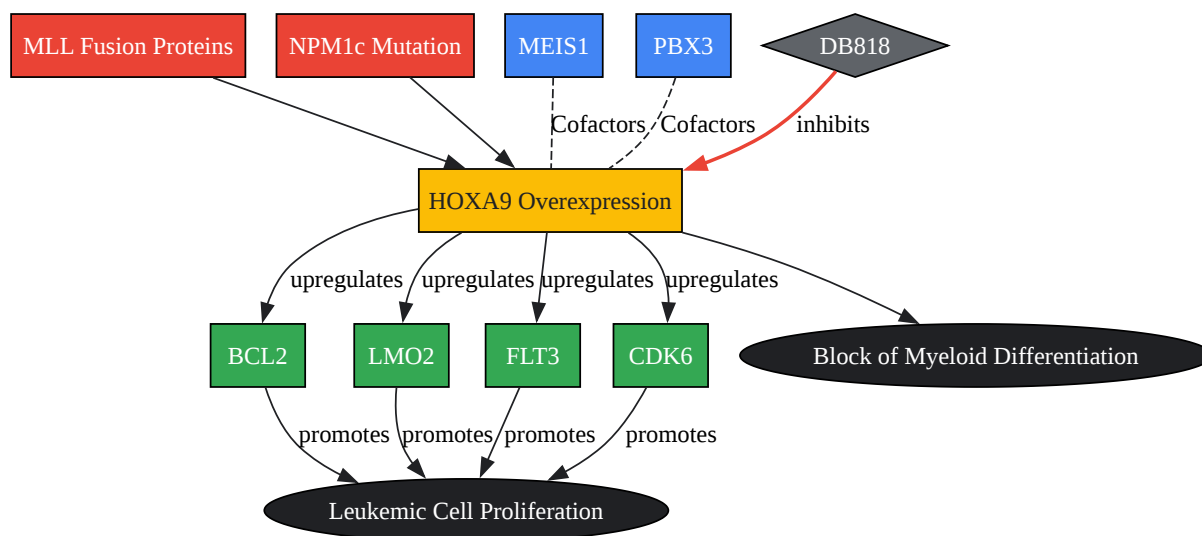 MLL Fusion Proteins
NPM1c Mutation
MEIS1
PBX3
DB818
Cofactors
Cofactors
inhibits
HOXA9 Overexpression
upregulates
upregulates
upregulates
upregulates
BCL2
LMO2
FLT3
CDK6
Block of Myeloid Differentiation
promotes
promotes
promotes
promotes
Leukemic Cell Proliferation